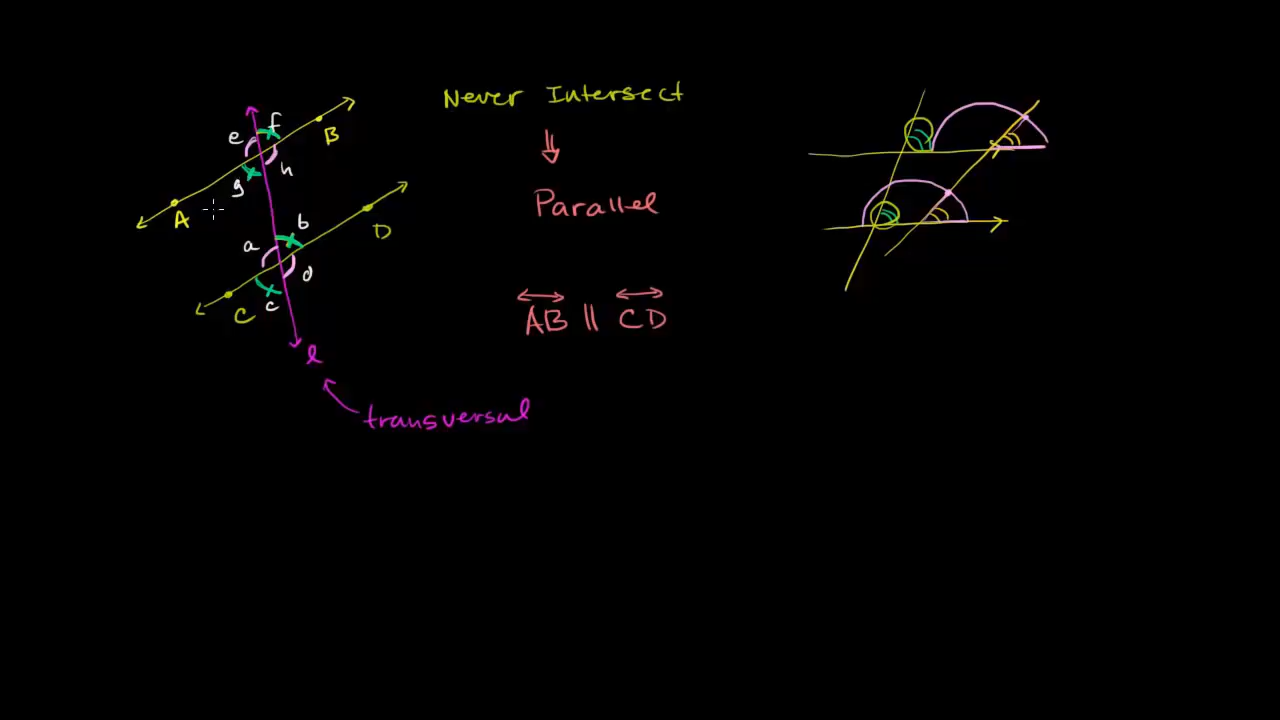 Never Intersect
⇓
Parallel
AB || CD
transversal
l
e
f
g
h
A
B
a
b
c
d
C
D